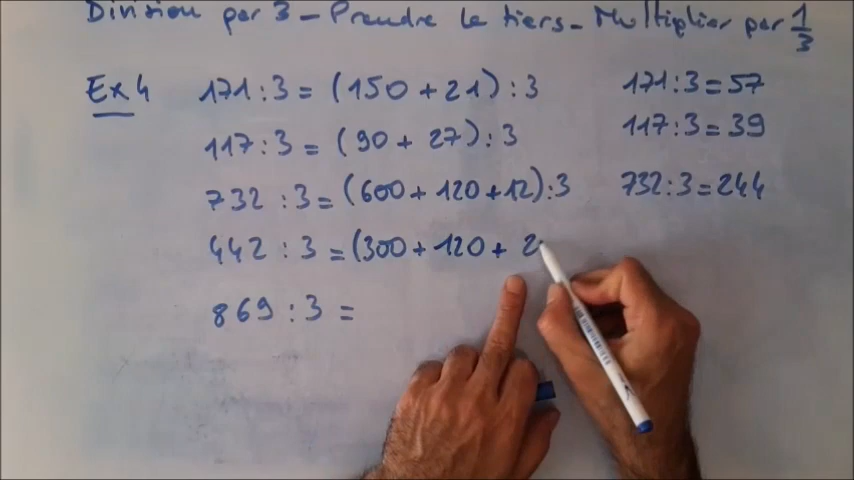 Division par 3 - Prendre le tiers - Multiplier par 1/3
Ex 4 171 : 3 = (150 + 21) : 3 171 : 3 = 57
117 : 3 = (90 + 27) : 3 117 : 3 = 39
732 : 3 = (600 + 120 + 12) : 3 732 : 3 = 244
442 : 3 = (300 + 120 + 2
869 : 3 =